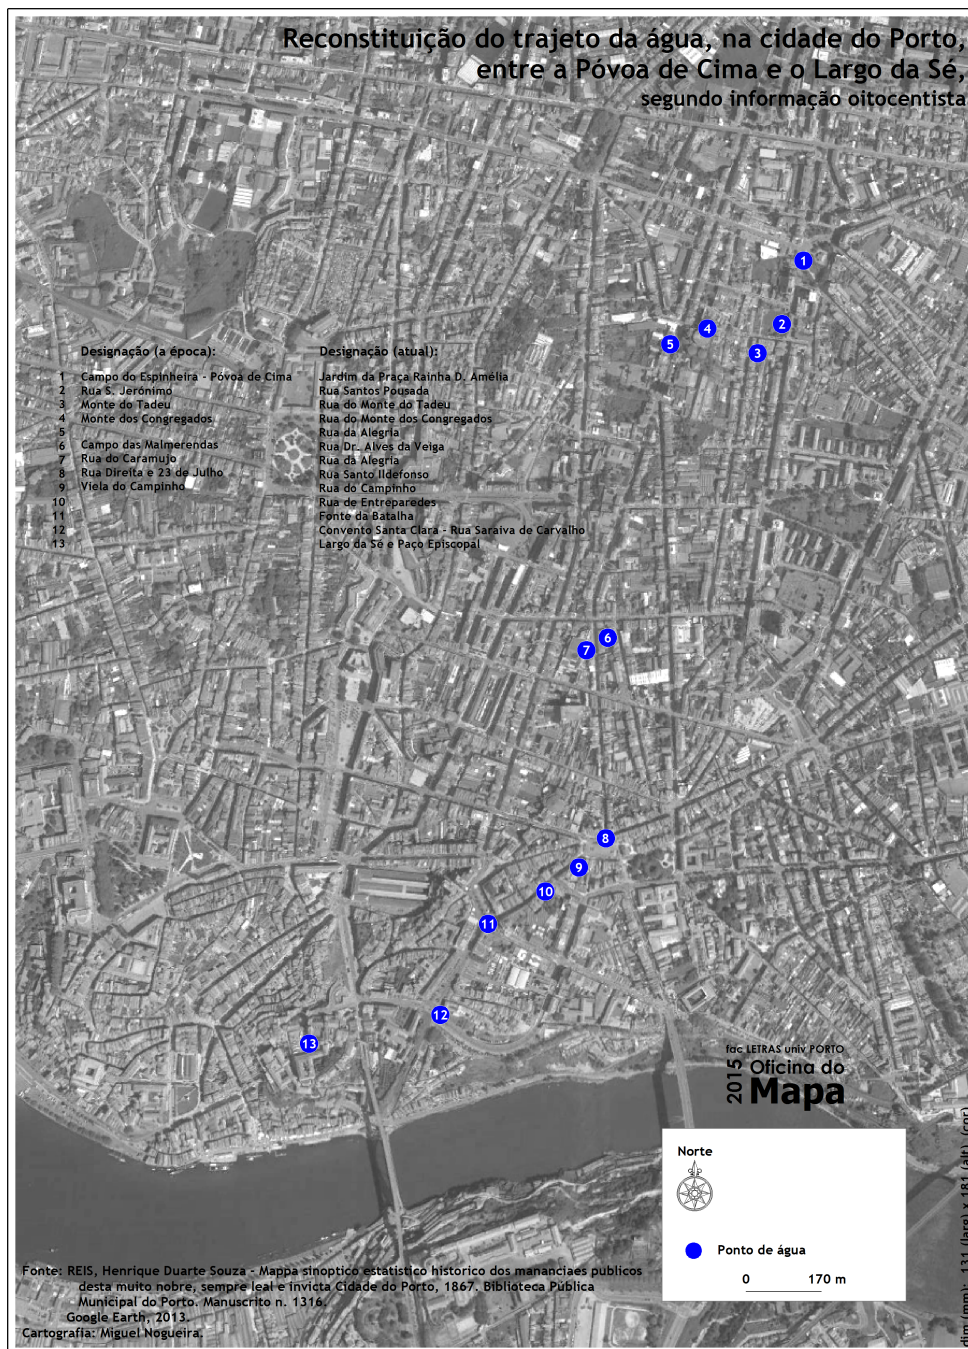 Reconstituição do trajeto da água, na cidade do Porto,
entre a Póvoa de Cima e o Largo da Sé,
segundo informação oitocentista
1
2
3
4
5
Designação (a época):
1 Campo do Espinheira - Póvoa de Cima
2 Rua S. Jerónimo
3 Monte do Tadeu
4 Monte dos Congregados
5
6 Campo das Malmerendas
7 Rua do Caramujo
8 Rua Direita e 23 de Julho
9 Viela do Campinho
10
11
12
13
Designação (atual):
Jardim da Praça Rainha D. Amélia
Rua Santos Pousada
Rua do Monte do Tadeu
Rua do Monte dos Congregados
Rua da Alegria
Rua Dr. Alves da Veiga
Rua da Alegria
Rua Santo Ildefonso
Rua do Campinho
Rua de Entreparedes
Fonte da Batalha
Convento Santa Clara - Rua Saraiva de Carvalho
Largo da Sé e Paço Episcopal
6
7
8
9
10
11
12
13
fac LETRAS univ PORTO
2015 Oficina do
Mapa
Norte
Ponto de água
0 170 m
Fonte: REIS, Henrique Duarte Souza - Mappa sinoptico estatistico historico dos mananciaes publicos
desta muito nobre, sempre leal e invicta Cidade do Porto, 1867. Biblioteca Pública
Municipal do Porto. Manuscrito n. 1316.
Google Earth, 2013.
Cartografia: Miguel Nogueira.
dim (mm): 131 (larg) x 181 (alt) (cor)